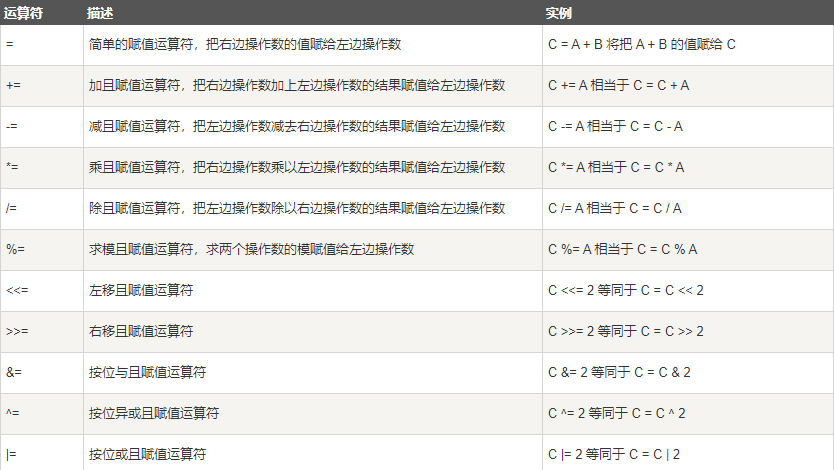 运算符 描述 实例
= 简单的赋值运算符，把右边操作数的值赋给左边操作数 C = A + B 将把 A + B 的值赋给 C
+= 加且赋值运算符，把右边操作数加上左边操作数的结果赋值给左边操作数 C += A 相当于 C = C + A
-= 减且赋值运算符，把左边操作数减去右边操作数的结果赋值给左边操作数 C -= A 相当于 C = C - A
*= 乘且赋值运算符，把右边操作数乘以左边操作数的结果赋值给左边操作数 C *= A 相当于 C = C * A
/= 除且赋值运算符，把左边操作数除以右边操作数的结果赋值给左边操作数 C /= A 相当于 C = C / A
%= 求模且赋值运算符，求两个操作数的模赋值给左边操作数 C %= A 相当于 C = C % A
<<= 左移且赋值运算符 C <<= 2 等同于 C = C << 2
>>= 右移且赋值运算符 C >>= 2 等同于 C = C >> 2
&= 按位与且赋值运算符 C &= 2 等同于 C = C & 2
^= 按位异或且赋值运算符 C ^= 2 等同于 C = C ^ 2
|= 按位或且赋值运算符 C |= 2 等同于 C = C | 2